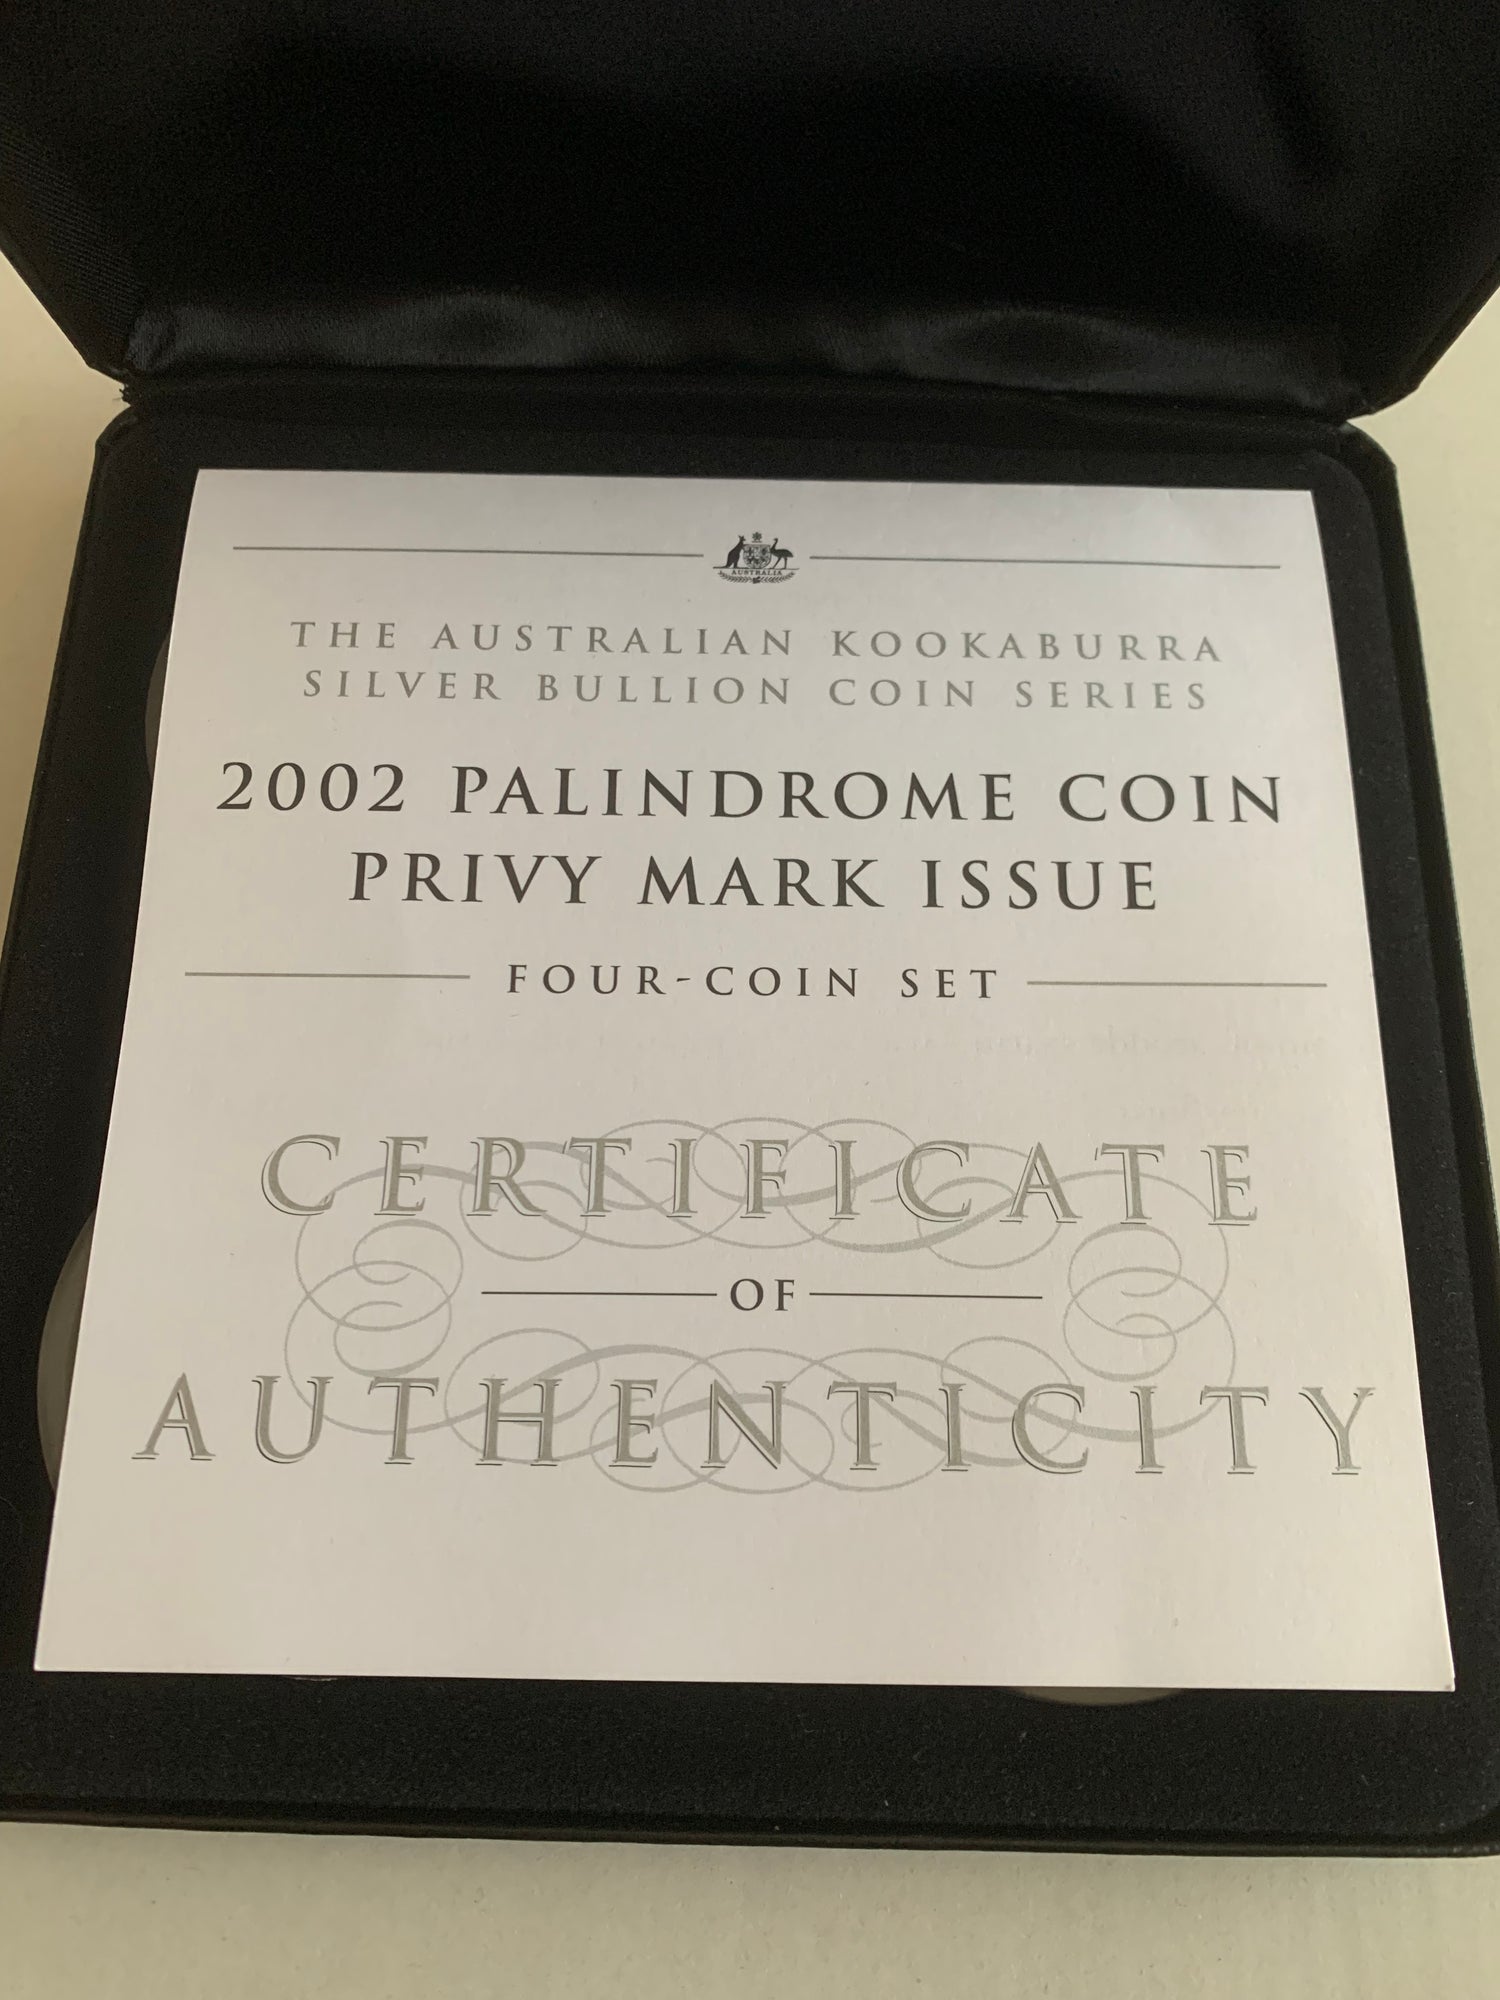 AUSTRALIA
THE AUSTRALIAN KOOKABURRA
SILVER BULLION COIN SERIES
2002 PALINDROME COIN
PRIVY MARK ISSUE
FOUR-COIN SET
CERTIFICATE
OF
AUTHENTICITY